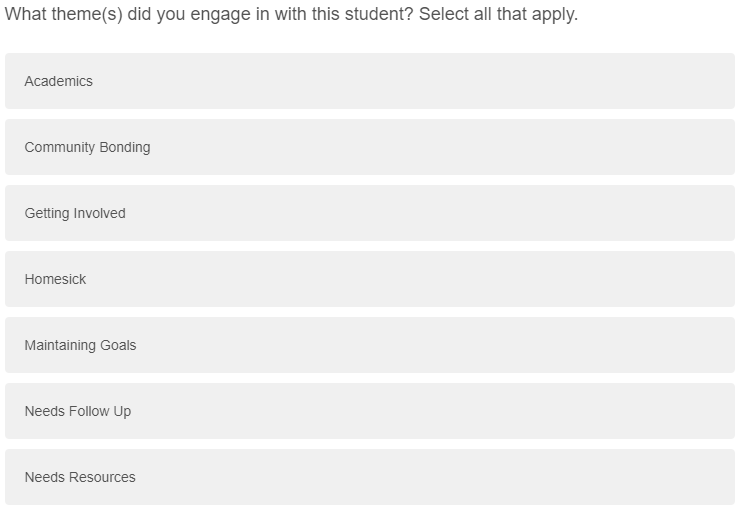 What theme(s) did you engage in with this student? Select all that apply.
Academics
Community Bonding
Getting Involved
Homesick
Maintaining Goals
Needs Follow Up
Needs Resources